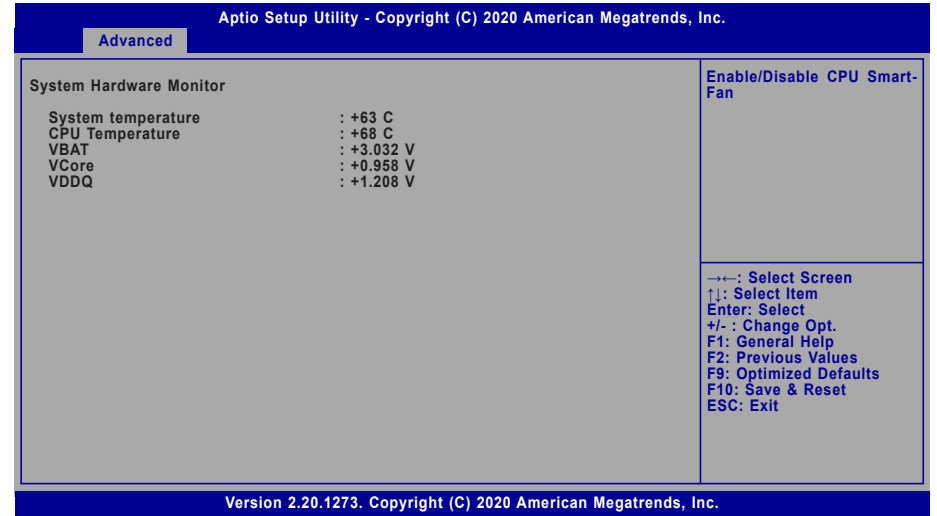 Aptio Setup Utility - Copyright (C) 2020 American Megatrends, Inc.
Advanced
System Hardware Monitor
System temperature : +63 C
CPU Temperature : +68 C
VBAT : +3.032 V
VCore : +0.958 V
VDDQ : +1.208 V
Enable/Disable CPU Smart-
Fan
→←: Select Screen
↑↓: Select Item
Enter: Select
+/- : Change Opt.
F1: General Help
F2: Previous Values
F9: Optimized Defaults
F10: Save & Reset
ESC: Exit
Version 2.20.1273. Copyright (C) 2020 American Megatrends, Inc.